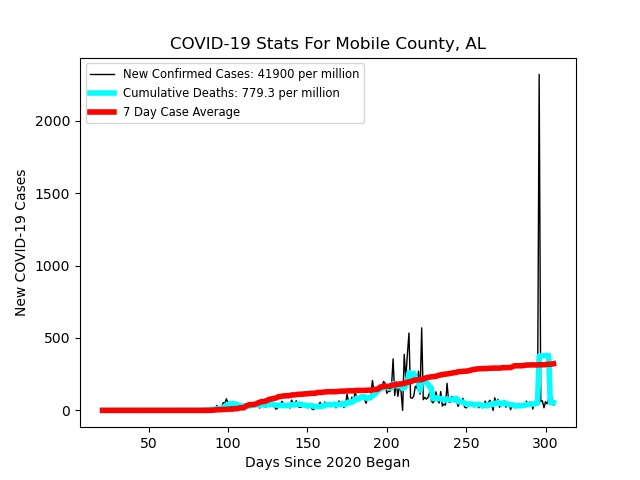 COVID-19 Stats For Mobile County, AL
New Confirmed Cases: 41900 per million
Cumulative Deaths: 779.3 per million
7 Day Case Average
New COVID-19 Cases
2000
1500
1000
500
0
50 100 150 200 250 300
Days Since 2020 Began